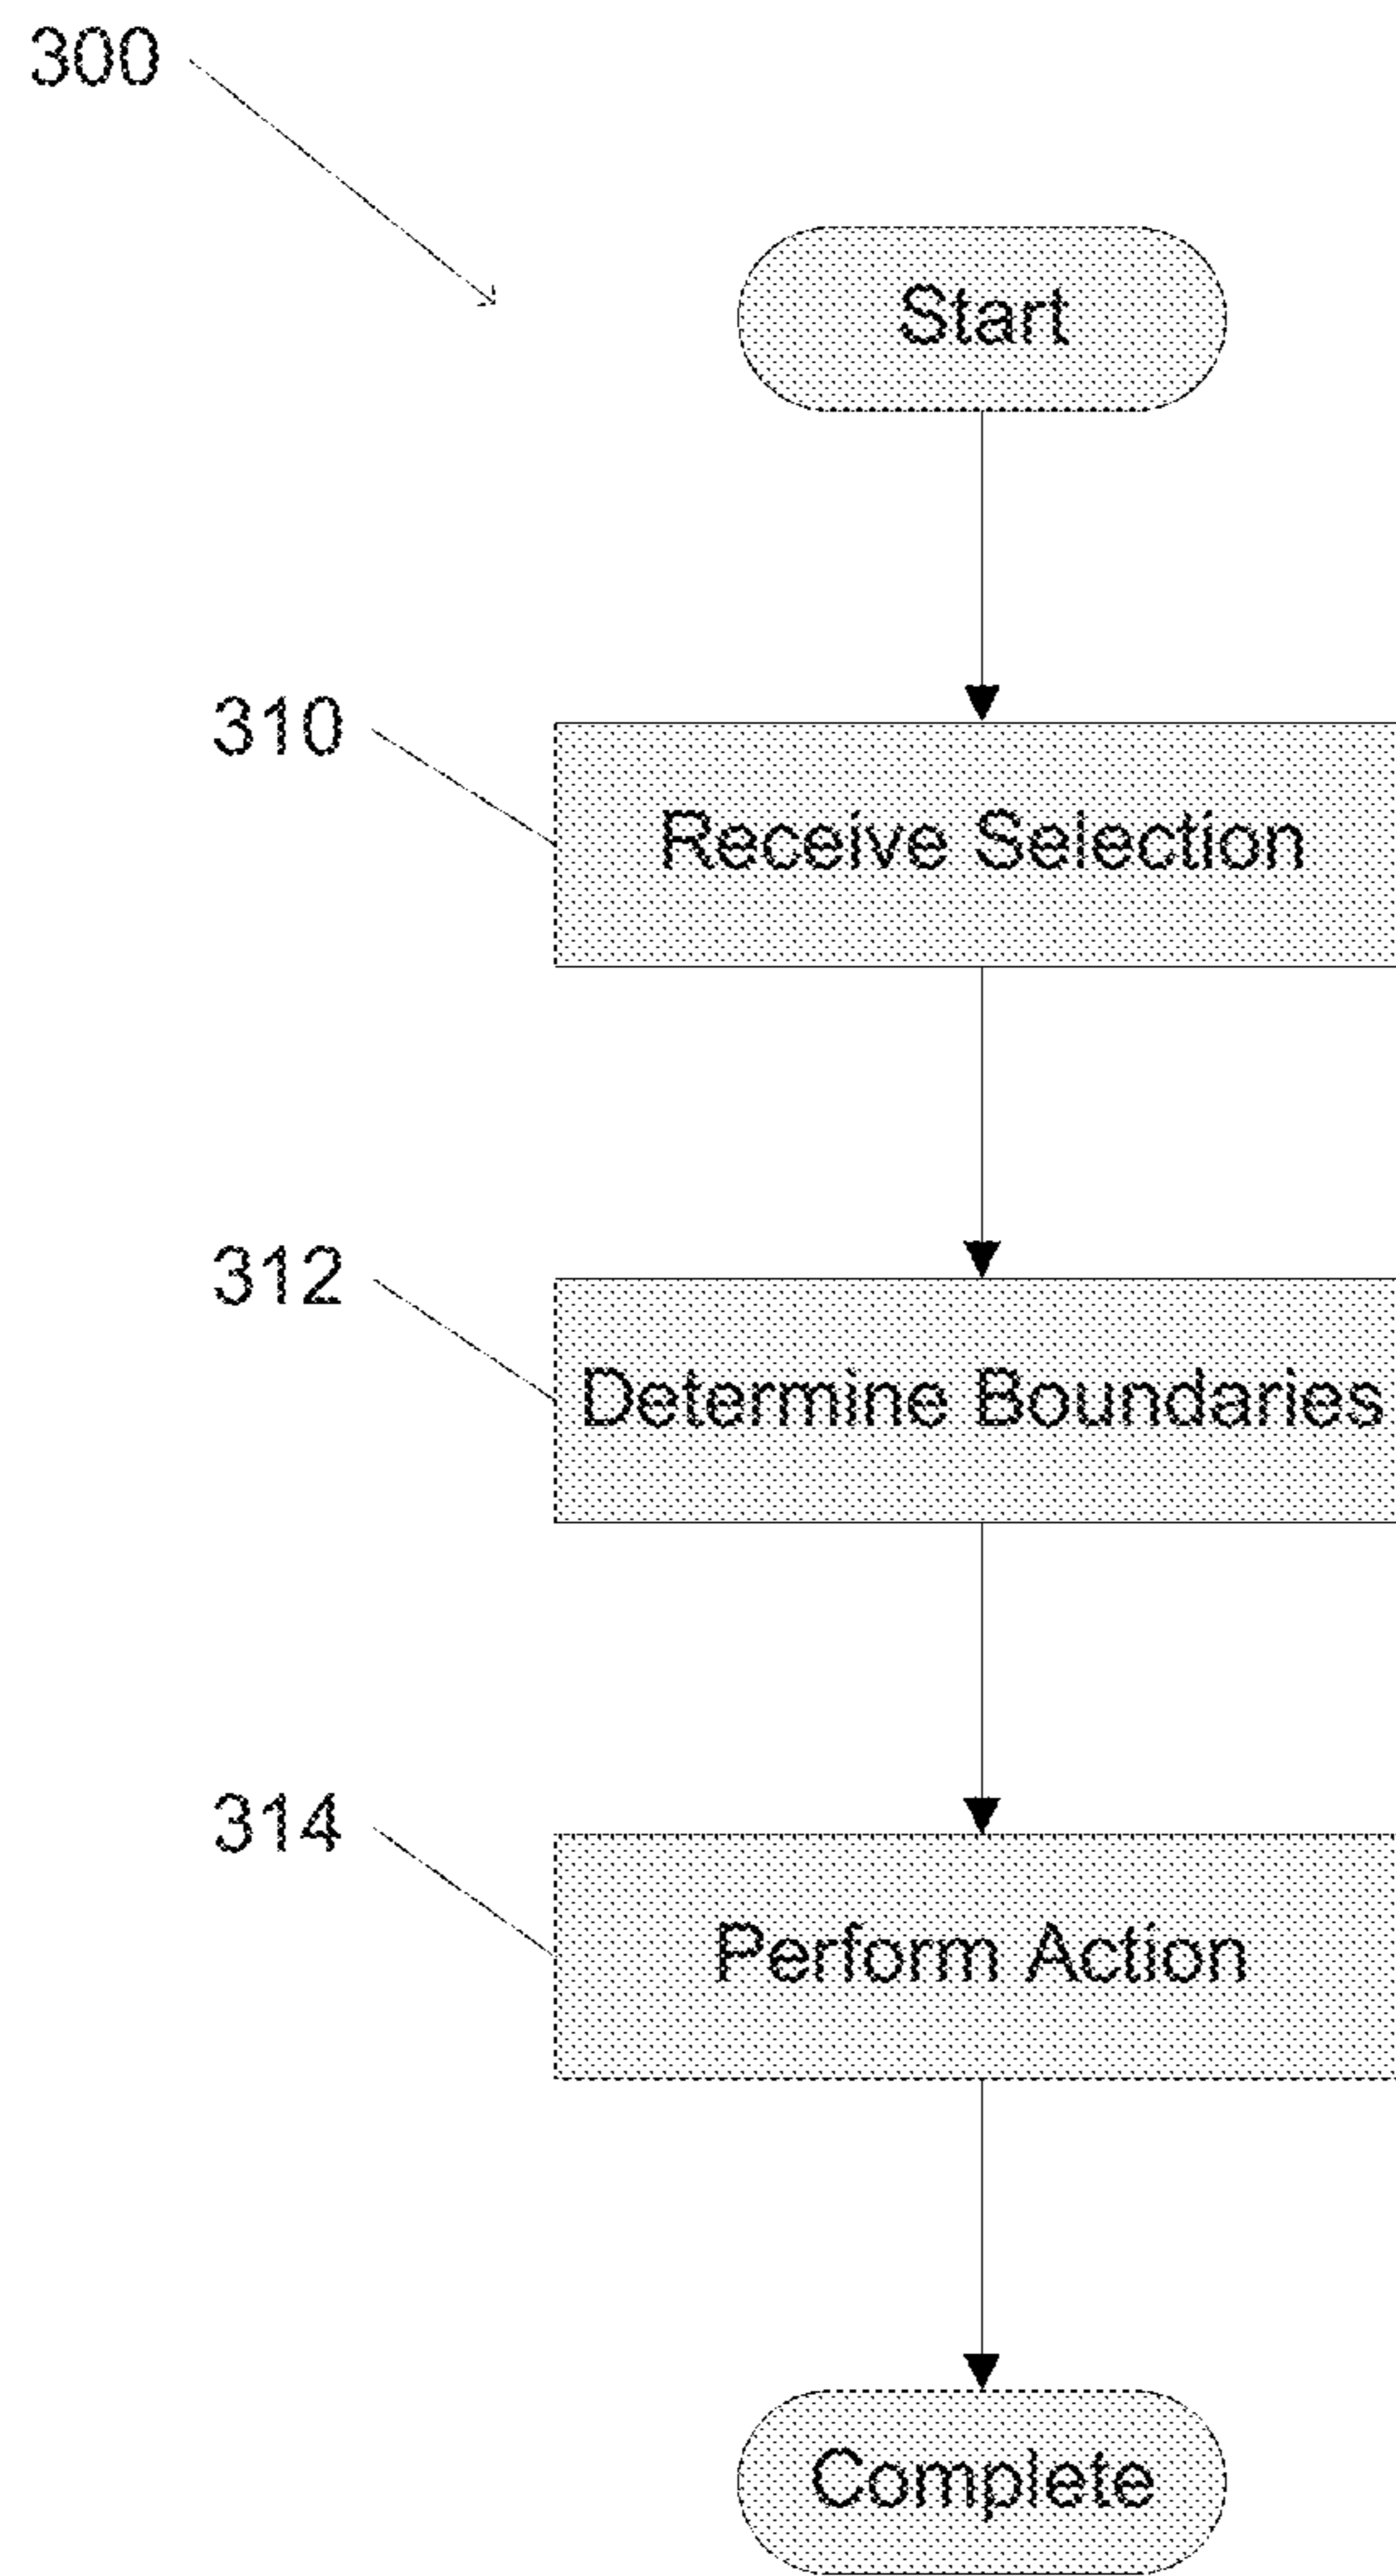 300
Start
310
Receive Selection
312
Determine Boundaries
314
Perform Action
Complete